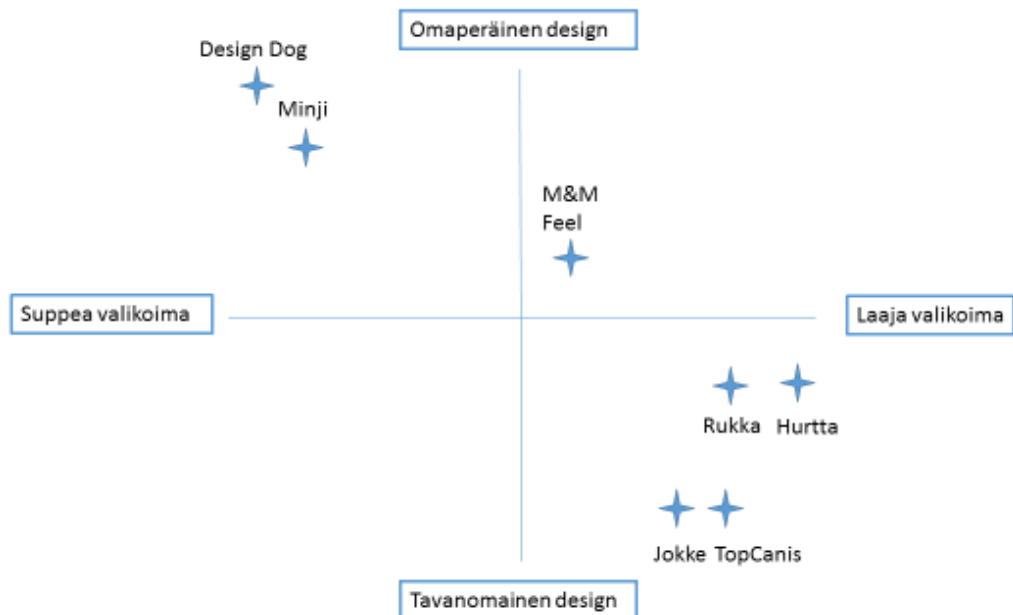 Omaperäinen design
Design Dog
Minji
M&M
Feel
Suppea valikoima
Laaja valikoima
Rukka
Hurtta
Jokke
TopCanis
Tavanomainen design